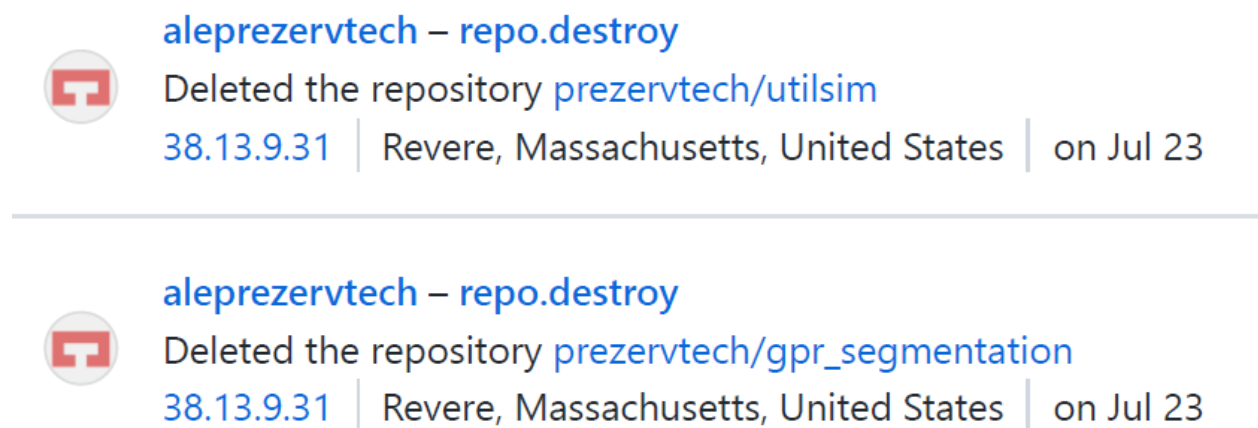 aleprezervtech – repo.destroy
Deleted the repository prezervtech/utilsim
38.13.9.31 | Revere, Massachusetts, United States | on Jul 23
aleprezervtech – repo.destroy
Deleted the repository prezervtech/gpr_segmentation
38.13.9.31 | Revere, Massachusetts, United States | on Jul 23